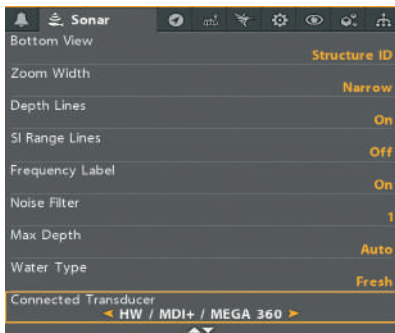 Sonar
Bottom View
Structure ID
Zoom Width
Narrow
Depth Lines
On
SI Range Lines
Off
Frequency Label
On
Noise Filter
1
Max Depth
Auto
Water Type
Fresh
Connected Transducer
HW / MDI+ / MEGA 360